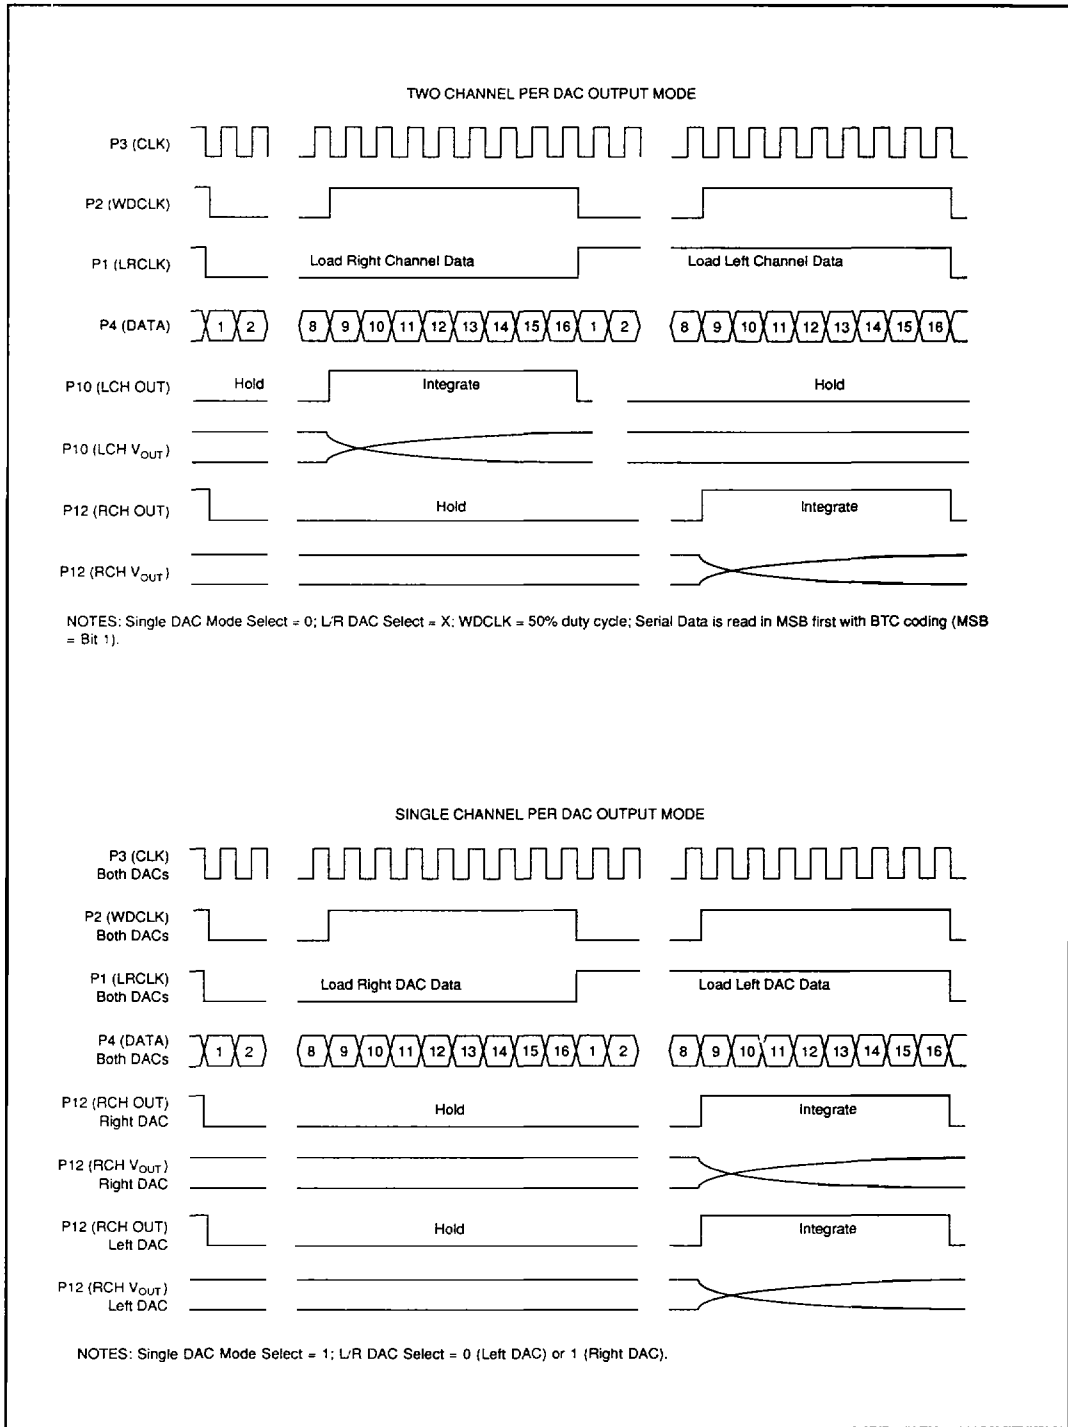 TWO CHANNEL PER DAC OUTPUT MODE
P3 (CLK)
P2 (WDCLK)
P1 (LRCLK) Load Right Channel Data Load Left Channel Data
P4 (DATA) 1 2 8 9 10 11 12 13 14 15 16 1 2 8 9 10 11 12 13 14 15 16
P10 (LCH OUT) Hold Integrate Hold
P10 (LCH VOUT)
P12 (RCH OUT) Hold Integrate
P12 (RCH VOUT)
NOTES: Single DAC Mode Select = 0; L/R DAC Select = X; WDCLK = 50% duty cycle; Serial Data is read in MSB first with BTC coding (MSB
= Bit 1).
SINGLE CHANNEL PER DAC OUTPUT MODE
P3 (CLK)
Both DACs
P2 (WDCLK)
Both DACs
P1 (LRCLK)
Both DACs
Load Right DAC Data Load Left DAC Data
P4 (DATA)
Both DACs
1 2 8 9 10 11 12 13 14 15 16 1 2 8 9 10 11 12 13 14 15 16
P12 (RCH OUT)
Right DAC
Hold Integrate
P12 (RCH VOUT)
Right DAC
P12 (RCH OUT)
Left DAC
Hold Integrate
P12 (RCH VOUT)
Left DAC
NOTES: Single DAC Mode Select = 1; L/R DAC Select = 0 (Left DAC) or 1 (Right DAC).